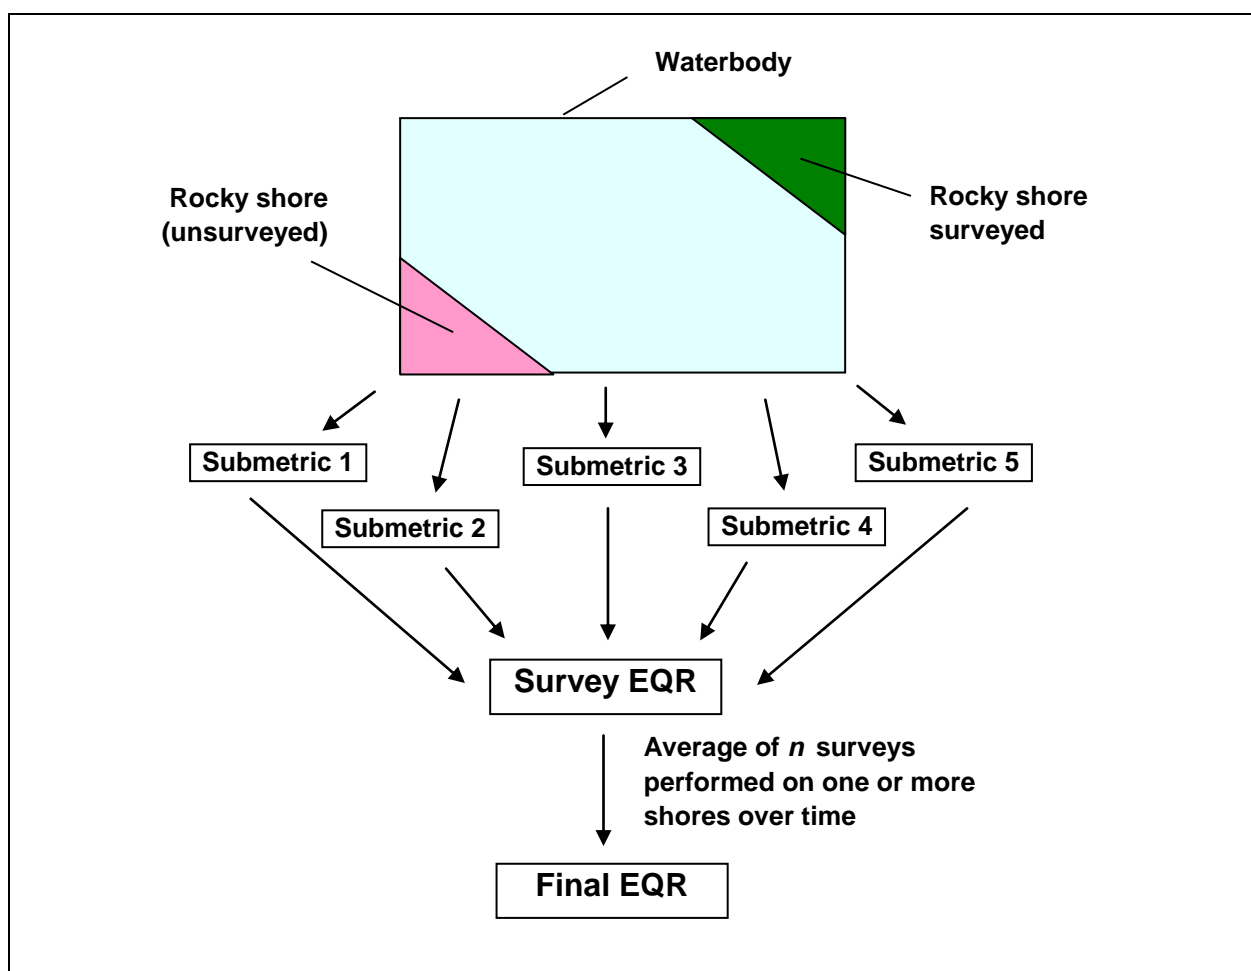 Waterbody
Rocky shore
(unsurveyed)
Rocky shore
surveyed
Submetric 1
Submetric 2
Submetric 3
Submetric 4
Submetric 5
Survey EQR
Average of n surveys
performed on one or more
shores over time
Final EQR